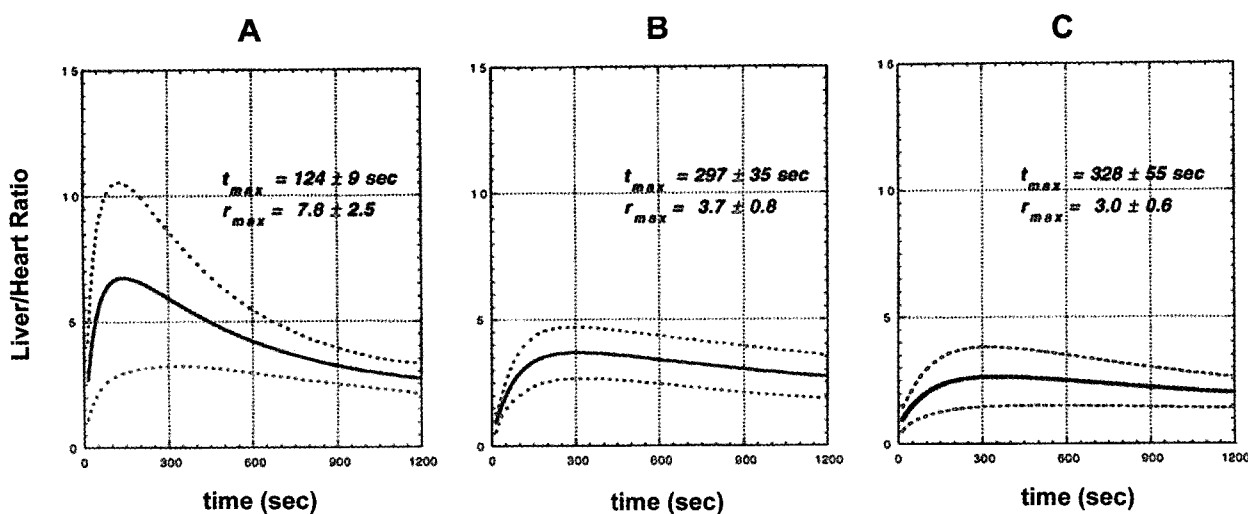 A
B
C
Liver/Heart Ratio
15
10
5
0
0
300
600
900
1200
t max = 124 ± 9 sec
r max = 7.6 ± 2.5
time (sec)
15
10
5
0
0
300
600
900
1200
t max = 297 ± 35 sec
r max = 3.7 ± 0.8
time (sec)
15
10
5
0
0
300
600
900
1200
t max = 328 ± 55 sec
r max = 3.0 ± 0.6
time (sec)